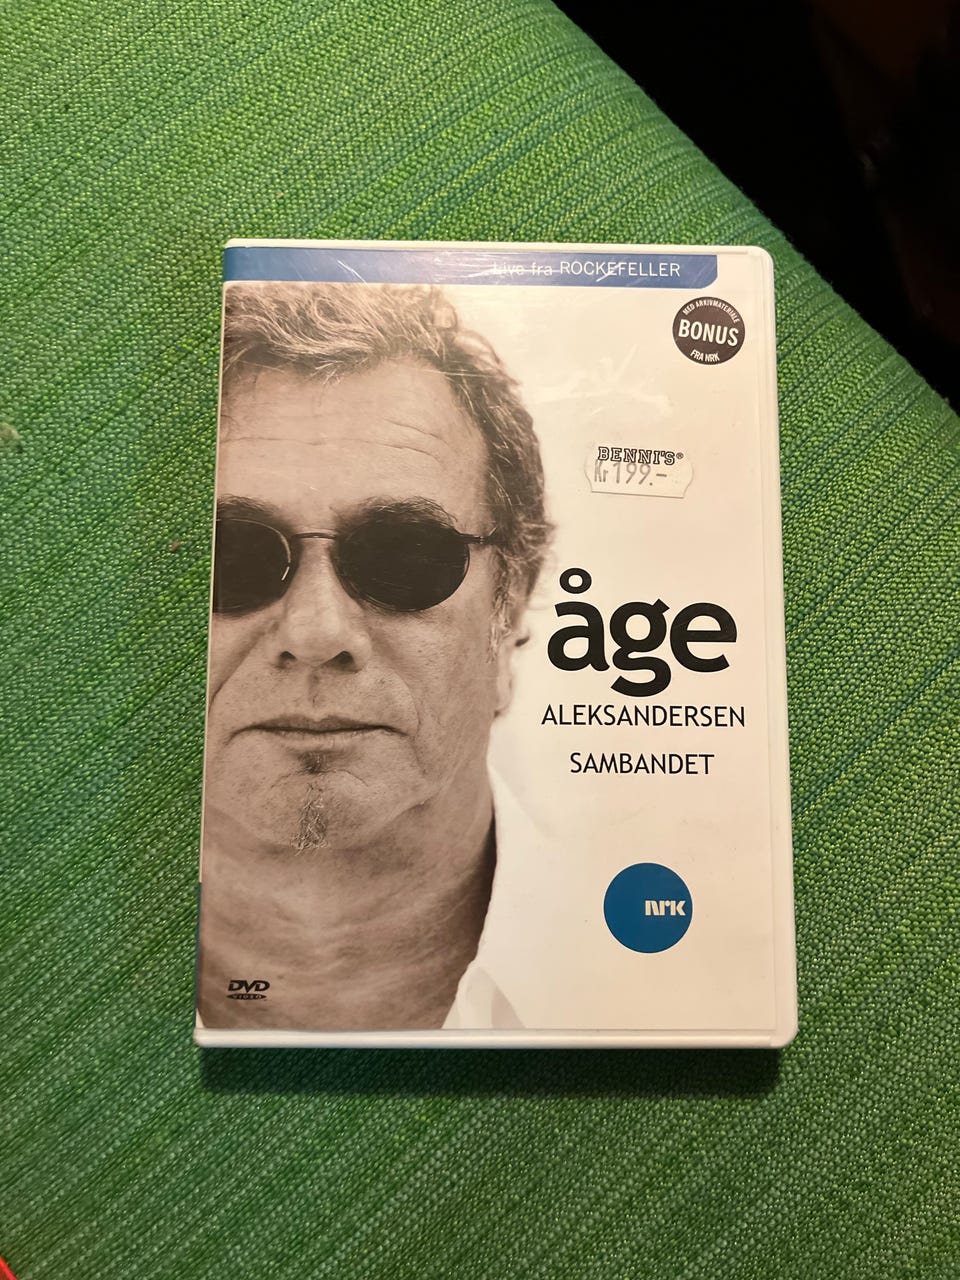 Live fra ROCKEFELLER
MED ARKIVMATERIALE
BONUS
FRA NRK
BENNI'S®
Kr 199.-
åge
ALEKSANDERSEN
SAMBANDET
NRK
DVD
VIDEO